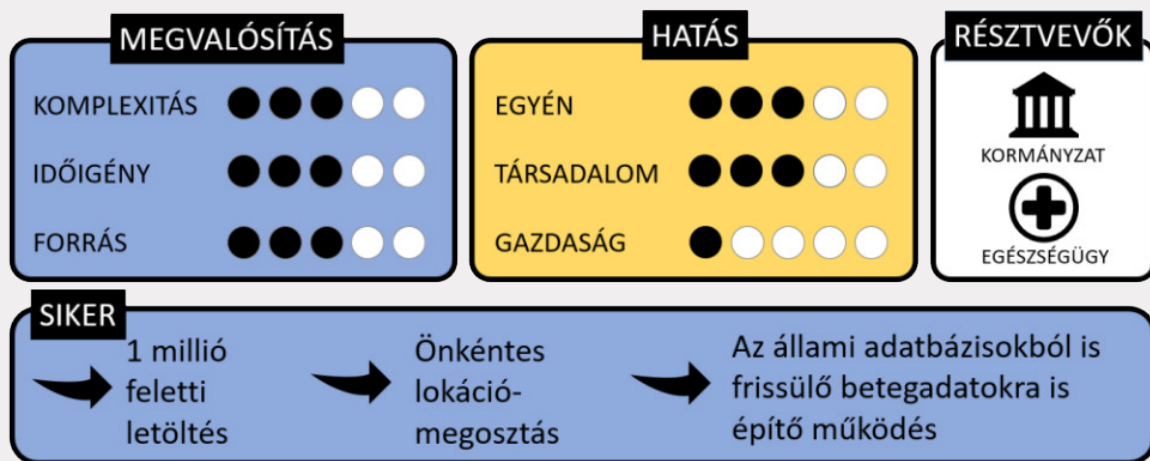 MEGVALÓSÍTÁS
KOMPLEXITÁS
IDŐIGÉNY
FORRÁS
HATÁS
EGYÉN
TÁRSADALOM
GAZDASÁG
RÉSZTVEVŐK
KORMÁNYZAT
EGÉSZSÉGÜGY
SIKER
1 millió
feletti
letöltés
Önkéntes
lokáció-
megosztás
Az állami adatbázisokból is
frissülő betegadatokra is
építő működés